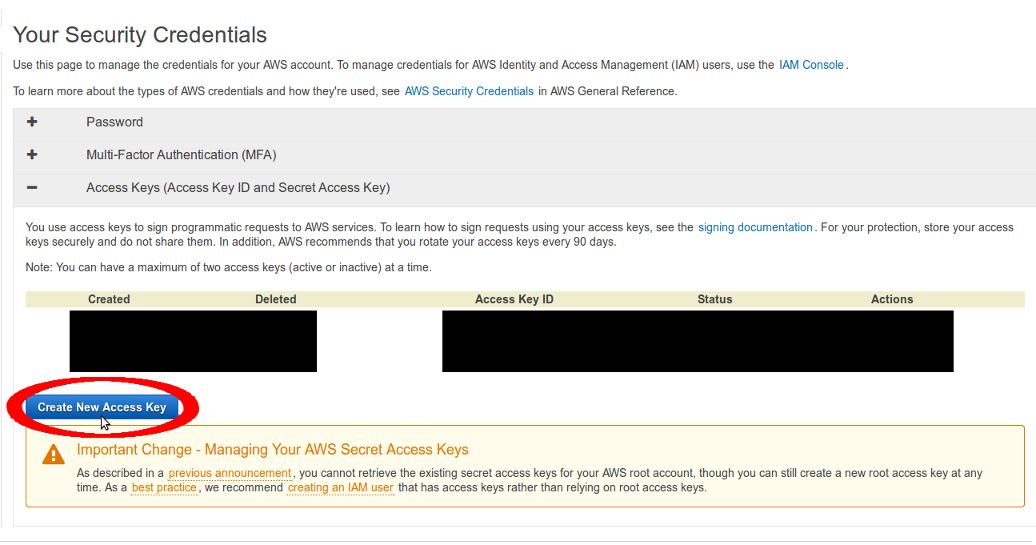 Your Security Credentials
Use this page to manage the credentials for your AWS account. To manage credentials for AWS Identity and Access Management (IAM) users, use the IAM Console.
To learn more about the types of AWS credentials and how they're used, see AWS Security Credentials in AWS General Reference.
Password
Multi-Factor Authentication (MFA)
Access Keys (Access Key ID and Secret Access Key)
You use access keys to sign programmatic requests to AWS services. To learn how to sign requests using your access keys, see the signing documentation. For your protection, store your access
keys securely and do not share them. In addition, AWS recommends that you rotate your access keys every 90 days.
Note: You can have a maximum of two access keys (active or inactive) at a time.
Created Deleted Access Key ID Status Actions
Create New Access Key
Important Change - Managing Your AWS Secret Access Keys
As described in a previous announcement, you cannot retrieve the existing secret access keys for your AWS root account, though you can still create a new root access key at any
time. As a best practice, we recommend creating an IAM user that has access keys rather than relying on root access keys.